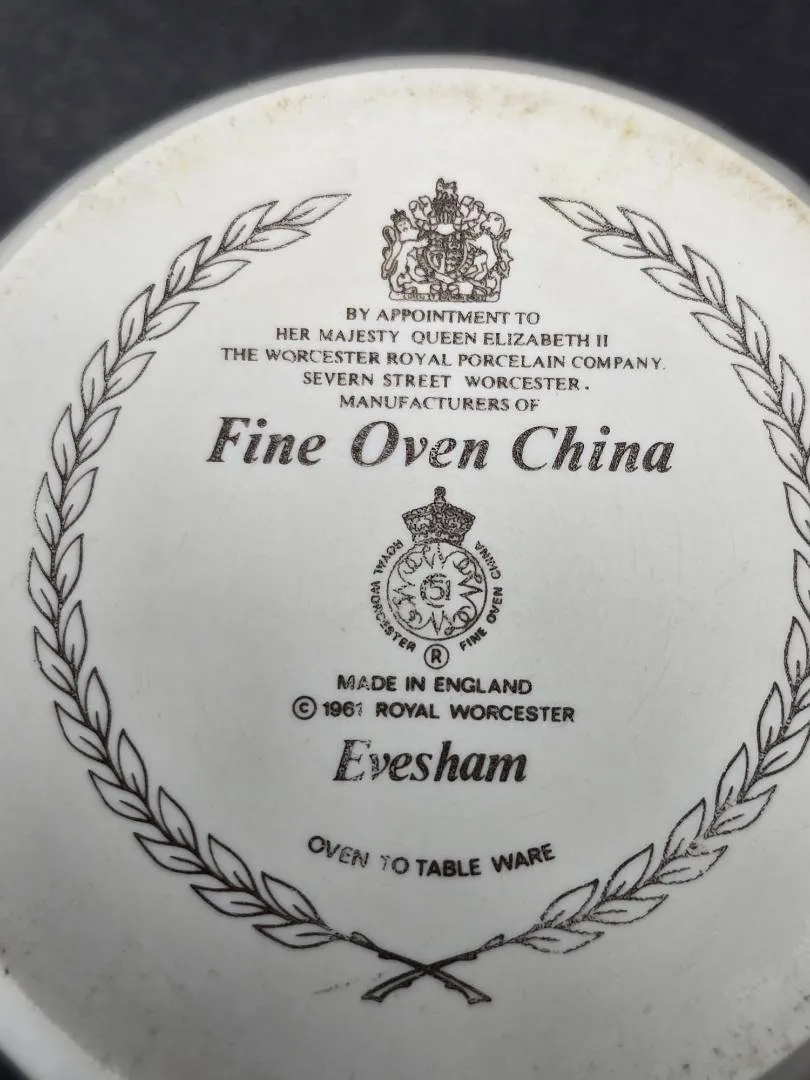 BY APPOINTMENT TO
HER MAJESTY QUEEN ELIZABETH II
THE WORCESTER ROYAL PORCELAIN COMPANY.
SEVERN STREET WORCESTER.
MANUFACTURERS OF
Fine Oven China
ROYAL WORCESTER FINE OVEN CHINA
51
®
MADE IN ENGLAND
© 1961 ROYAL WORCESTER
Evesham
OVEN TO TABLE WARE